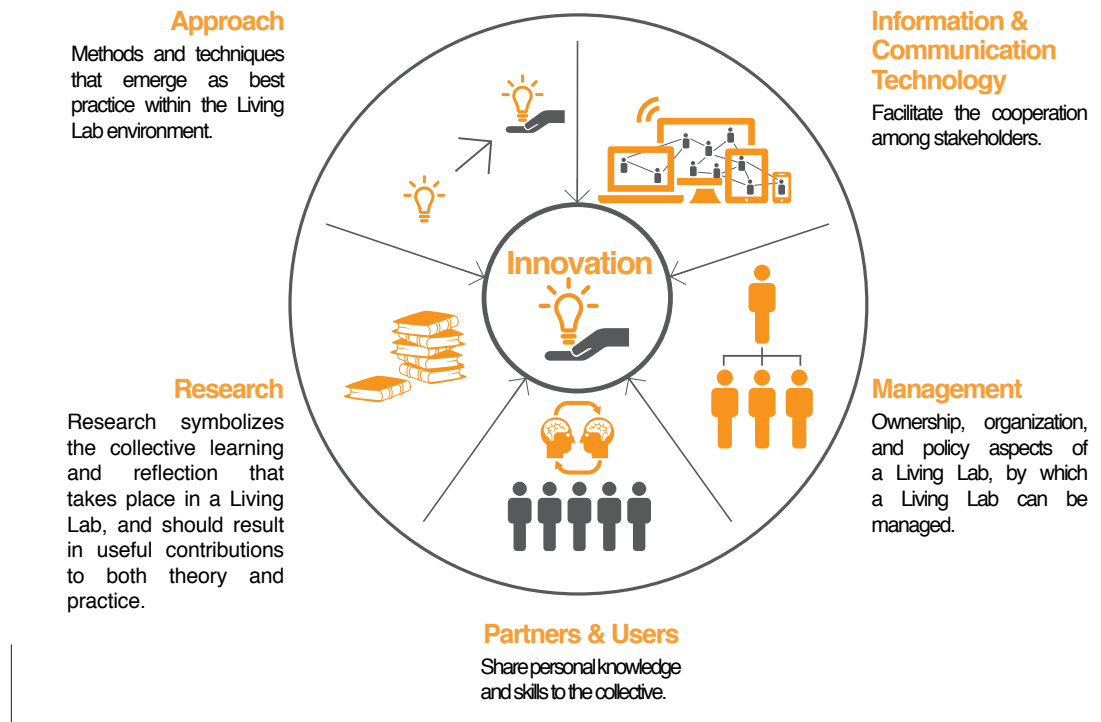 Approach
Methods and techniques
that emerge as best
practice within the Living
Lab environment.
Information &
Communication
Technology
Facilitate the cooperation
among stakeholders.
Innovation
Research
Research symbolizes
the collective learning
and reflection that
takes place in a Living
Lab, and should result
in useful contributions
to both theory and
practice.
Management
Ownership, organization,
and policy aspects of
a Living Lab, by which
a Living Lab can be
managed.
Partners & Users
Share personal knowledge
and skills to the collective.